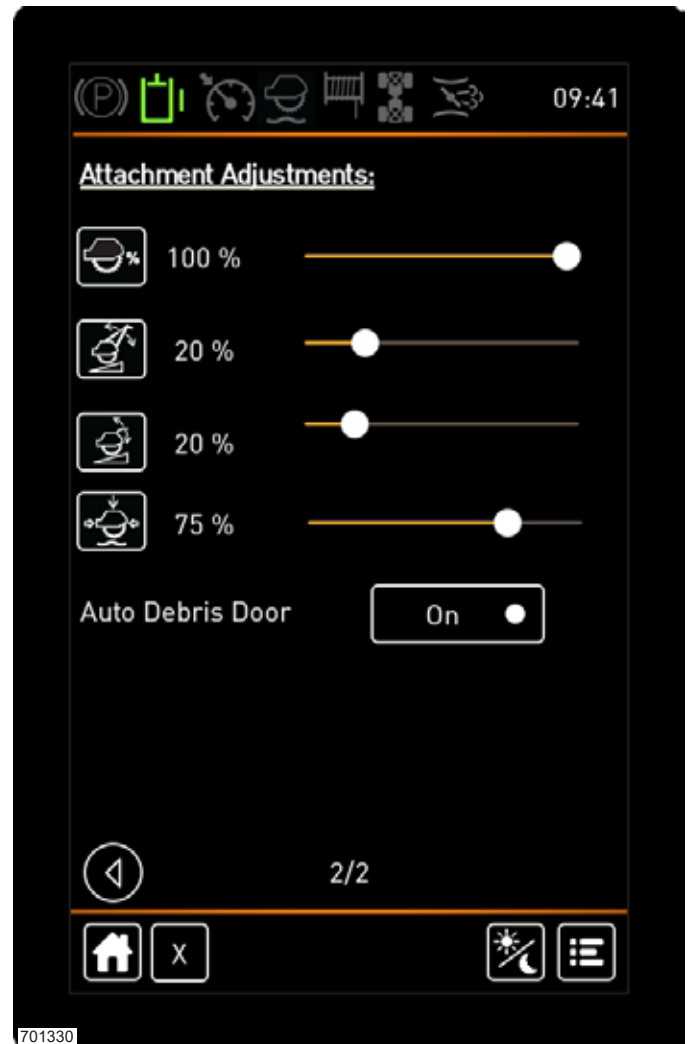 (P) 09:41
Attachment Adjustments:
% 100 %
20 %
20 %
75 %
Auto Debris Door On
2/2
X
701330